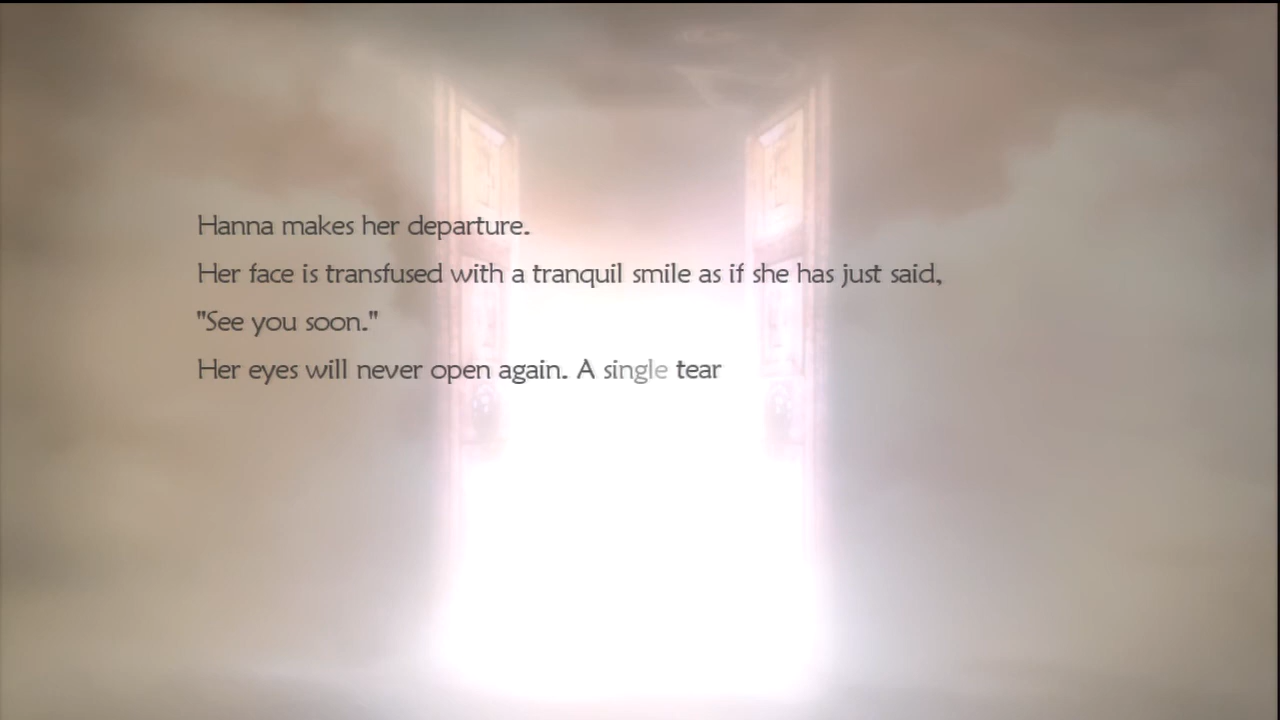 Hanna makes her departure.
Her face is transfused with a tranquil smile as if she has just said,
"See you soon."
Her eyes will never open again. A single tear